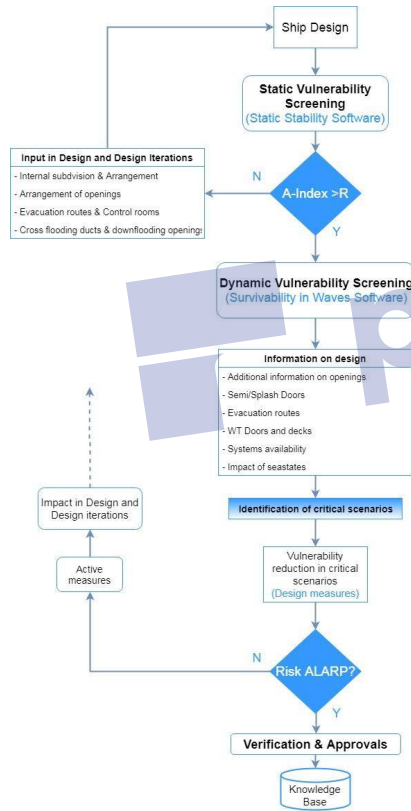 Ship Design
Static Vulnerability
Screening
(Static Stability Software)
Input in Design and Design Iterations
- Internal subdivision & Arrangement
- Arrangement of openings
- Evacuation routes & Control rooms
- Cross flooding ducts & downflooding openings
N
A-Index >R
Y
Dynamic Vulnerability Screening
(Survivability in Waves Software)
Information on design
- Additional information on openings
- Semi/Splash Doors
- Evacuation routes
- WT Doors and decks
- Systems availability
- Impact of seastates
Identification of critical scenarios
Impact in Design and
Design iterations
Vulnerability
reduction in critical
scenarios
(Design measures)
Active
measures
N
Risk ALARP?
Y
Verification & Approvals
Knowledge
Base